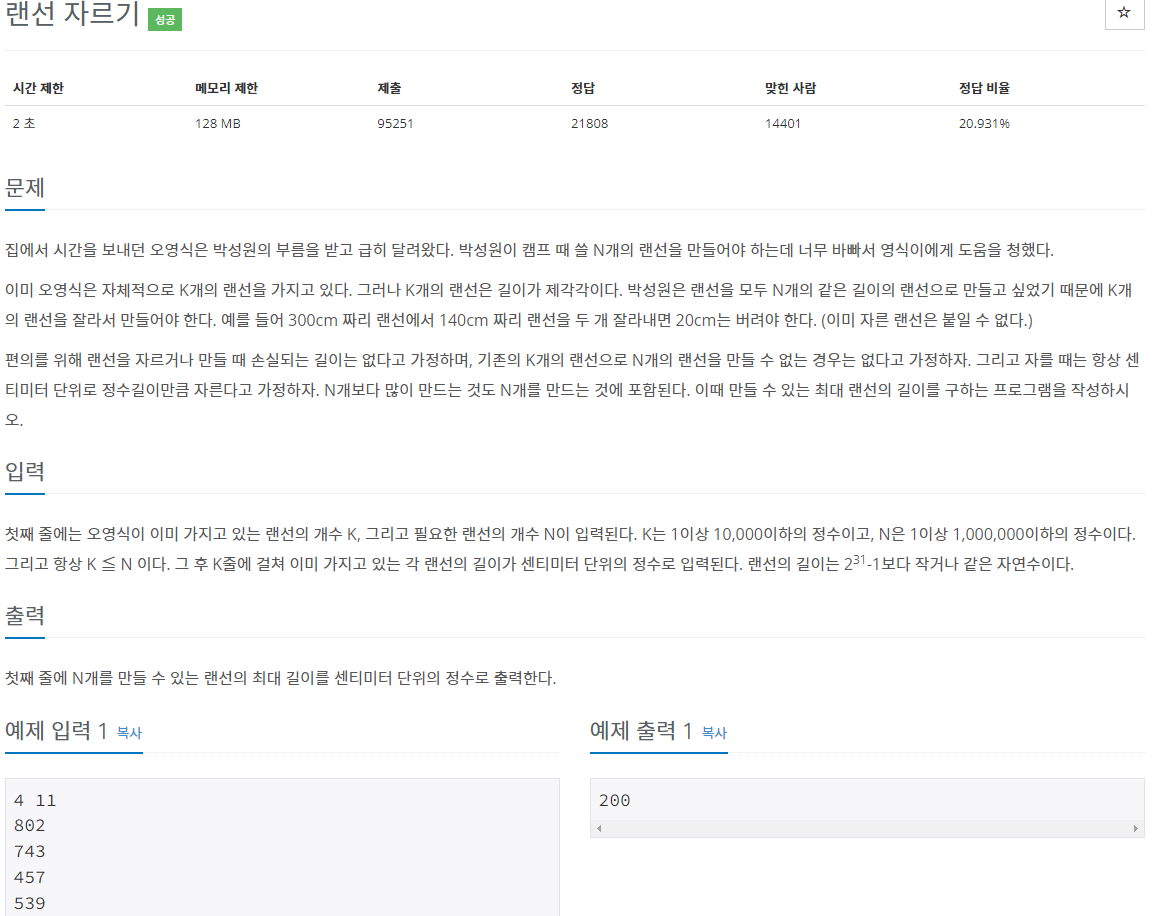 랜선 자르기 성공
☆
시간 제한 메모리 제한 제출 정답 맞힌 사람 정답 비율
2 초 128 MB 95251 21808 14401 20.931%
문제
집에서 시간을 보내던 오영식은 박성원의 부름을 받고 급히 달려왔다. 박성원이 캠프 때 쓸 N개의 랜선을 만들어야 하는데 너무 바빠서 영식이에게 도움을 청했다.
이미 오영식은 자체적으로 K개의 랜선을 가지고 있다. 그러나 K개의 랜선은 길이가 제각각이다. 박성원은 랜선을 모두 N개의 같은 길이의 랜선으로 만들고 싶었기 때문에 K개
의 랜선을 잘라서 만들어야 한다. 예를 들어 300cm 짜리 랜선에서 140cm 짜리 랜선을 두 개 잘라내면 20cm는 버려야 한다. (이미 자른 랜선은 붙일 수 없다.)
편의를 위해 랜선을 자르거나 만들 때 손실되는 길이는 없다고 가정하며, 기존의 K개의 랜선으로 N개의 랜선을 만들 수 없는 경우는 없다고 가정하자. 그리고 자를 때는 항상 센
티미터 단위로 정수길이만큼 자른다고 가정하자. N개보다 많이 만드는 것도 N개를 만드는 것에 포함된다. 이때 만들 수 있는 최대 랜선의 길이를 구하는 프로그램을 작성하시
오.
입력
첫째 줄에는 오영식이 이미 가지고 있는 랜선의 개수 K, 그리고 필요한 랜선의 개수 N이 입력된다. K는 1이상 10,000이하의 정수이고, N은 1이상 1,000,000이하의 정수이다.
그리고 항상 K ≦ N 이다. 그 후 K줄에 걸쳐 이미 가지고 있는 각 랜선의 길이가 센티미터 단위의 정수로 입력된다. 랜선의 길이는 2^31-1보다 작거나 같은 자연수이다.
출력
첫째 줄에 N개를 만들 수 있는 랜선의 최대 길이를 센티미터 단위의 정수로 출력한다.
예제 입력 1 복사
4 11
802
743
457
539
예제 출력 1 복사
200